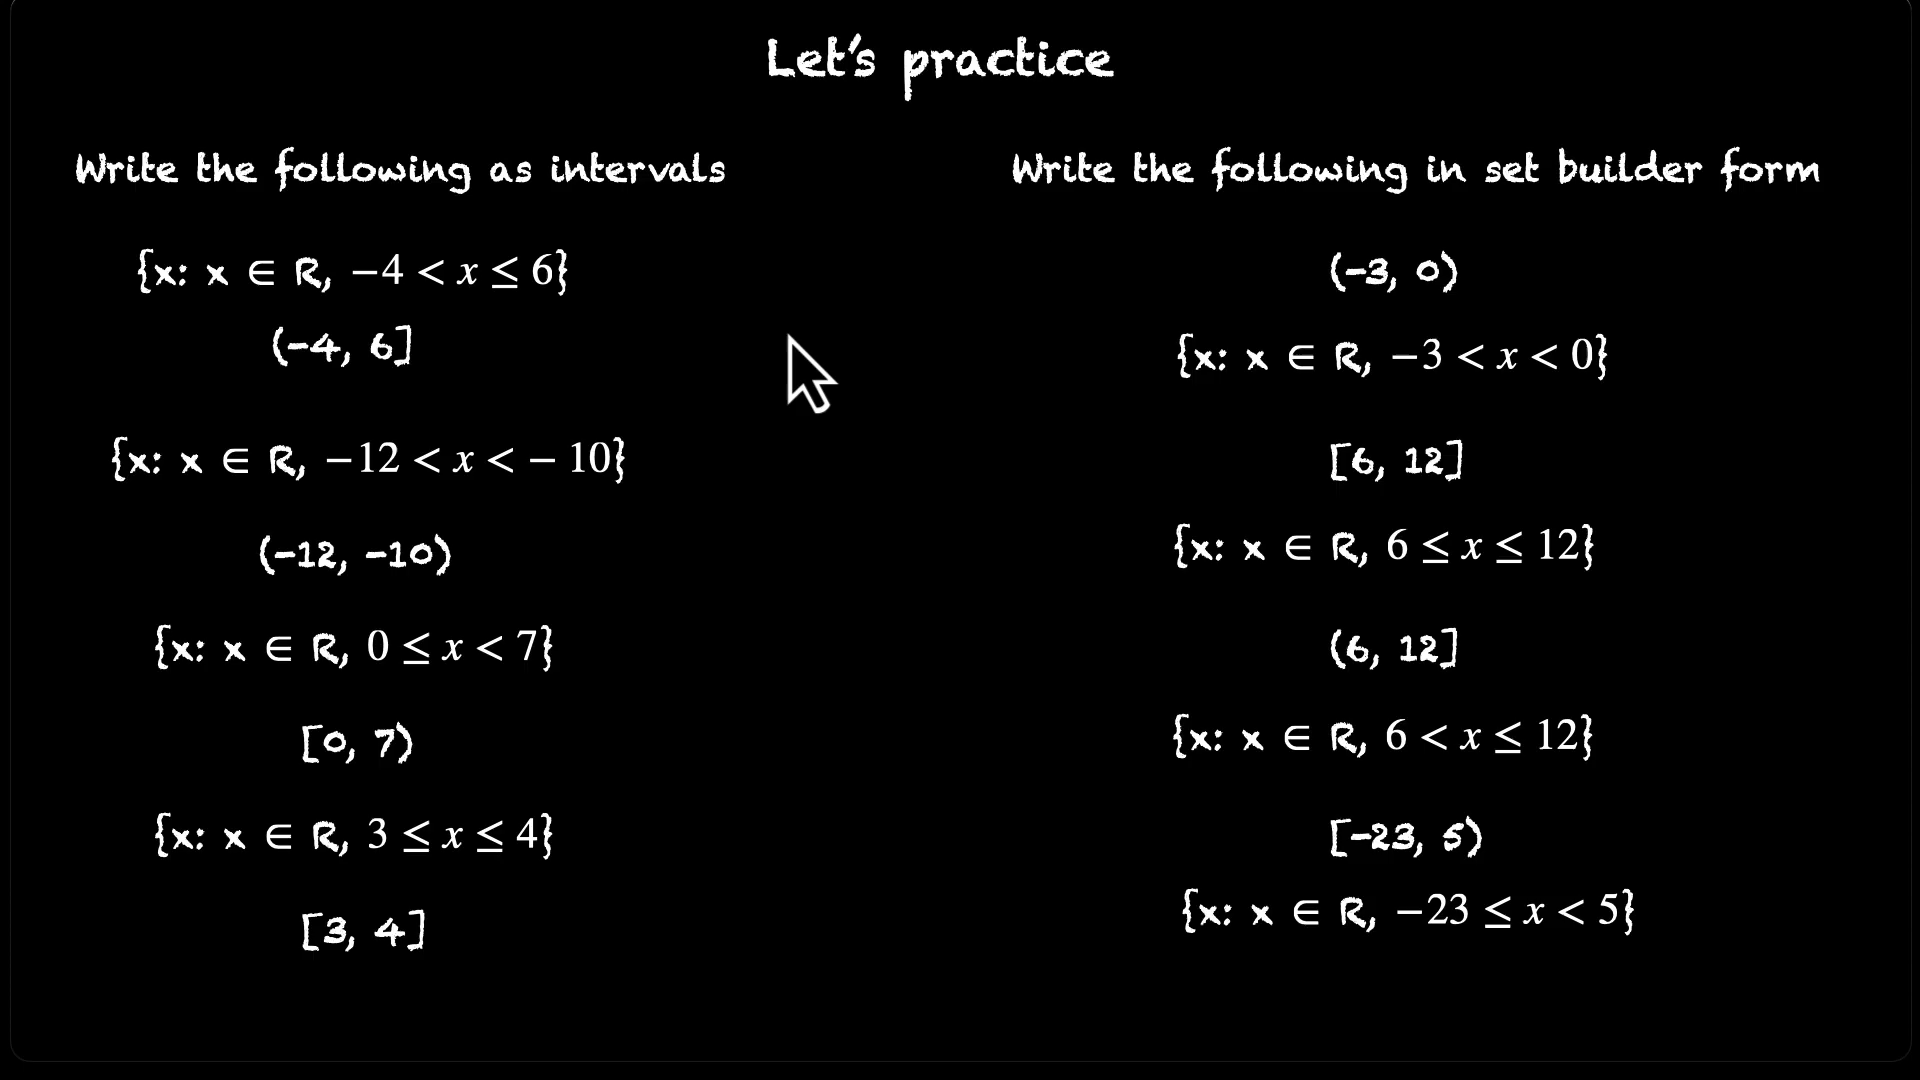 Let's practice
Write the following as intervals
{x: x ∈ R, −4 < x ≤ 6}
(-4, 6]
{x: x ∈ R, −12 < x < − 10}
(-12, -10)
{x: x ∈ R, 0 ≤ x < 7}
[0, 7)
{x: x ∈ R, 3 ≤ x ≤ 4}
[3, 4]
Write the following in set builder form
(-3, 0)
{x: x ∈ R, −3 < x < 0}
[6, 12]
{x: x ∈ R, 6 ≤ x ≤ 12}
(6, 12]
{x: x ∈ R, 6 < x ≤ 12}
[-23, 5)
{x: x ∈ R, −23 ≤ x < 5}